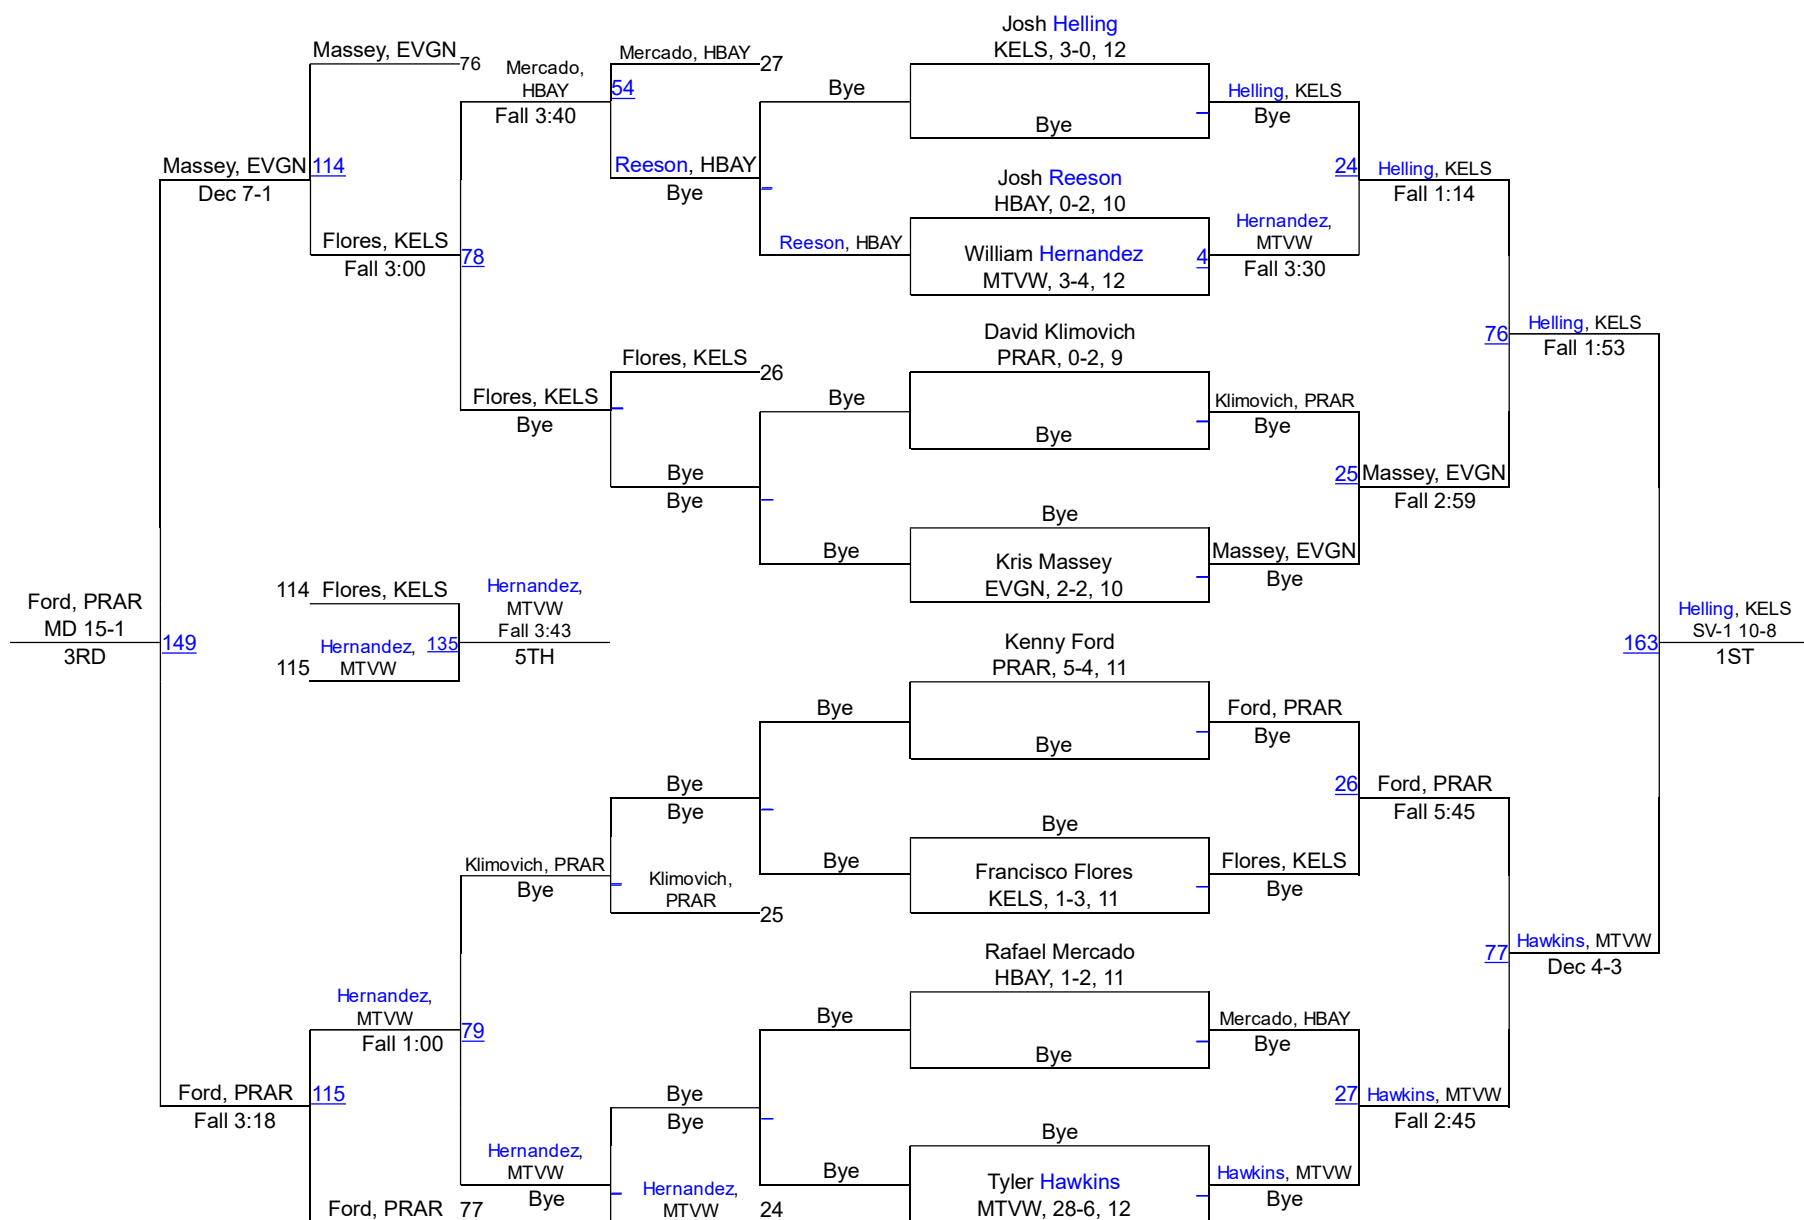 Josh Helling
KELS, 3-0, 12
Massey, EVGN
76
Mercado,
HBAY
Fall 3:40
Mercado, HBAY
27
54
Bye
Bye
Helling, KELS
Bye
Massey, EVGN
114
Dec 7-1
Reeson, HBAY
Bye
Josh Reeson
HBAY, 0-2, 10
24
Helling, KELS
Fall 1:14
Flores, KELS
Fall 3:00
78
Reeson, HBAY
William Hernandez
MTVW, 3-4, 12
4
Hernandez,
MTVW
Fall 3:30
David Klimovich
PRAR, 0-2, 9
76
Helling, KELS
Fall 1:53
Flores, KELS
26
Flores, KELS
Bye
Bye
Bye
Klimovich, PRAR
Bye
Bye
Bye
25
Massey, EVGN
Fall 2:59
Bye
Bye
Kris Massey
EVGN, 2-2, 10
Massey, EVGN
Bye
Ford, PRAR
MD 15-1
3RD
149
114
Flores, KELS
115
Hernandez,
MTVW
135
Hernandez,
MTVW
Fall 3:43
5TH
Kenny Ford
PRAR, 5-4, 11
163
Helling, KELS
SV-1 10-8
1ST
Bye
Bye
Ford, PRAR
Bye
Bye
Bye
26
Ford, PRAR
Fall 5:45
Klimovich, PRAR
Bye
Klimovich,
PRAR
25
Bye
Bye
Francisco Flores
KELS, 1-3, 11
Flores, KELS
Bye
Rafael Mercado
HBAY, 1-2, 11
77
Hawkins, MTVW
Dec 4-3
Hernandez,
MTVW
Fall 1:00
79
Bye
Bye
Mercado, HBAY
Bye
Ford, PRAR
Fall 3:18
115
Bye
Bye
27
Hawkins, MTVW
Fall 2:45
Hernandez,
MTVW
Bye
Bye
Bye
Tyler Hawkins
MTVW, 28-6, 12
Hawkins, MTVW
Bye
Ford, PRAR
77
Hernandez,
MTVW
24